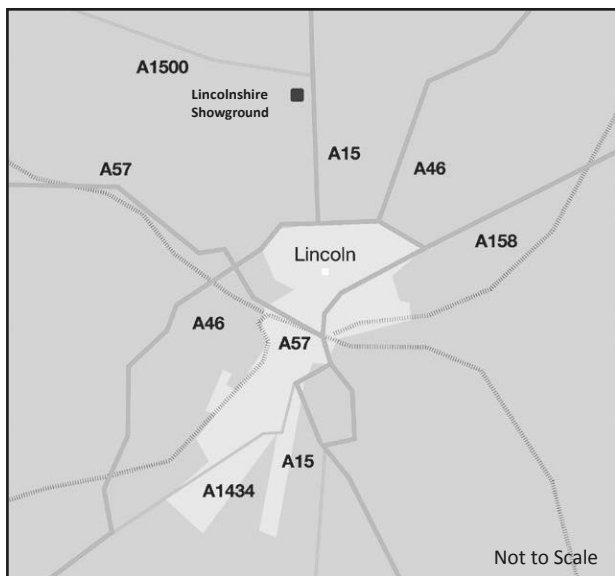 A1500
Lincolnshire
Showground
A57
A15
A46
A158
Lincoln
A46
A57
A15
A1434
Not to Scale